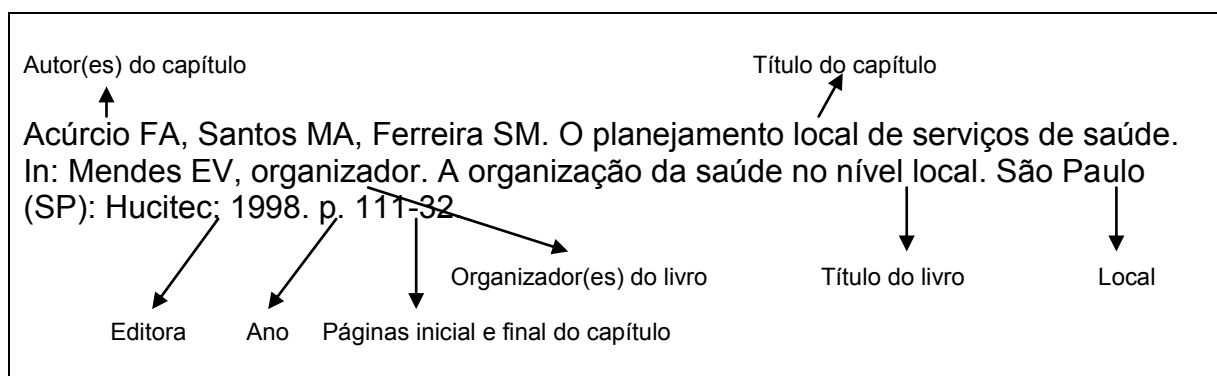 Autor(es) do capítulo Título do capítulo
Acúrcio FA, Santos MA, Ferreira SM. O planejamento local de serviços de saúde.
In: Mendes EV, organizador. A organização da saúde no nível local. São Paulo
(SP): Hucitec; 1998. p. 111-32
Organizador(es) do livro Título do livro Local
Editora Ano Páginas inicial e final do capítulo